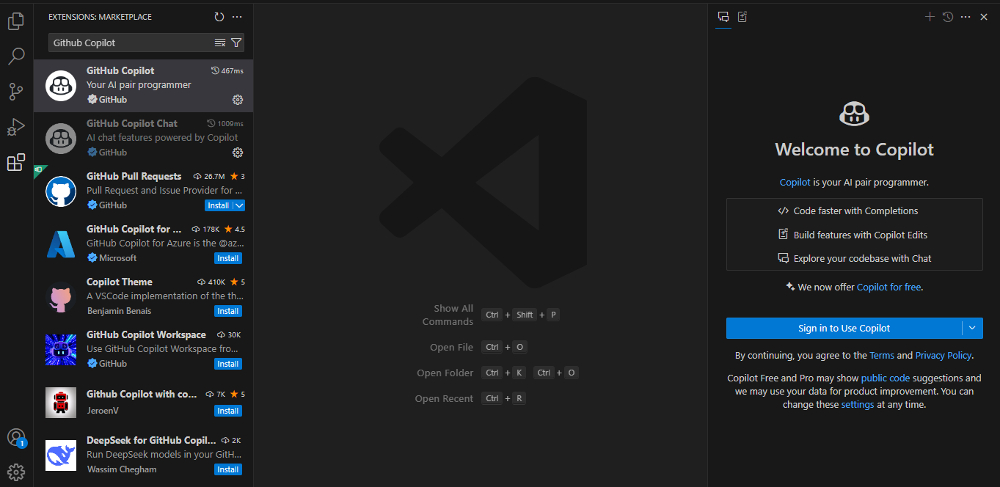 EXTENSIONS: MARKETPLACE
Github Copilot
GitHub Copilot 467ms
Your AI pair programmer
GitHub
GitHub Copilot Chat 1009ms
AI chat features powered by Copilot
GitHub
GitHub Pull Requests 26.7M 3
Pull Request and Issue Provider for ...
GitHub Install
GitHub Copilot for ... 178K 4.5
GitHub Copilot for Azure is the @az...
Microsoft Install
Copilot Theme 410K 5
A VSCode implementation of the th...
Benjamin Benais Install
GitHub Copilot Workspace 30K
Use GitHub Copilot Workspace fro...
GitHub Install
Github Copilot with co... 7K 5
JeroenV Install
DeepSeek for GitHub Copil... 2K
Run DeepSeek models in your GitH...
Wassim Chegham Install
1
Show All
Commands Ctrl + Shift + P
Open File Ctrl + O
Open Folder Ctrl + K Ctrl + O
Open Recent Ctrl + R
Welcome to Copilot
Copilot is your AI pair programmer.
Code faster with Completions
Build features with Copilot Edits
Explore your codebase with Chat
We now offer Copilot for free.
Sign in to Use Copilot
By continuing, you agree to the Terms and Privacy Policy.
Copilot Free and Pro may show public code suggestions and
we may use your data for product improvement. You can
change these settings at any time.